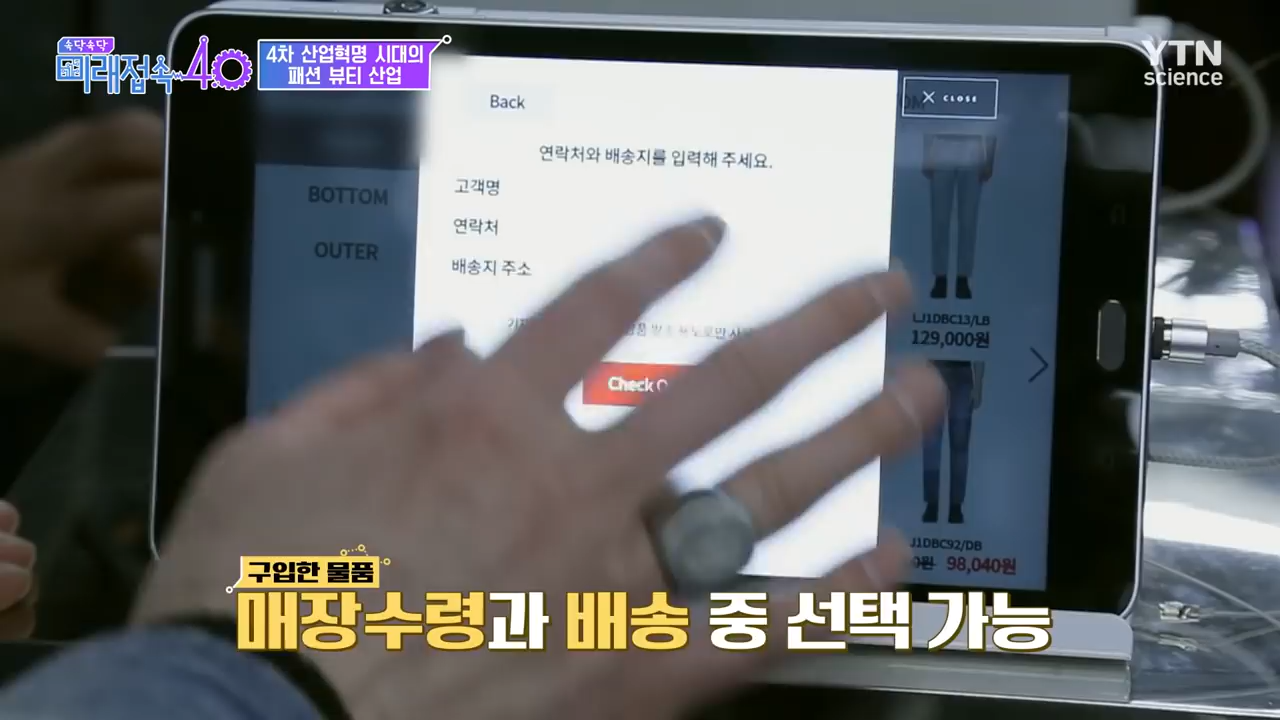 속닥속닥
미래접속 4.0
4차 산업혁명 시대의
패션 뷰티 산업
YTN
science
Back
CLOSE
연락처와 배송지를 입력해 주세요.
고객명
연락처
배송지 주소
BOTTOM
OUTER
Check
LJ1DBC13/LB
129,000원
J1DBC92/DB
98,040원
구입한 물품
매장수령과 배송 중 선택 가능